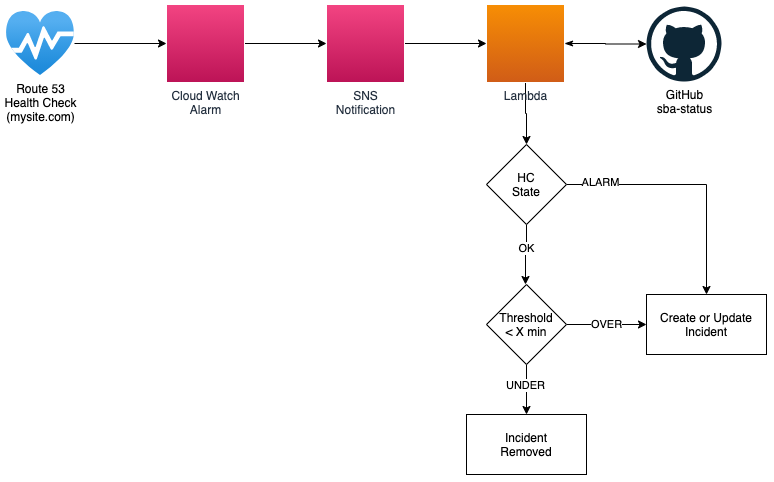 Route 53
Health Check
(mysite.com)
Cloud Watch
Alarm
SNS
Notification
Lambda
GitHub
sba-status
HC
State
ALARM
OK
Threshold
< X min
OVER
Create or Update
Incident
UNDER
Incident
Removed